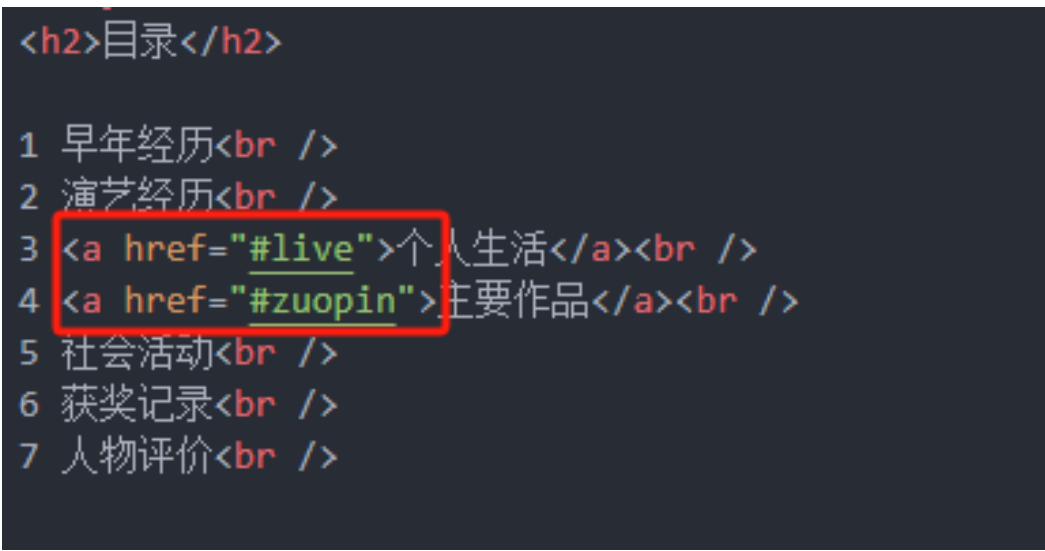 <h2>目录</h2>
1 早年经历<br />
2 演艺经历<br />
3 <a href="#live">个人生活</a><br />
4 <a href="#zuopin">主要作品</a><br />
5 社会活动<br />
6 获奖记录<br />
7 人物评价<br />